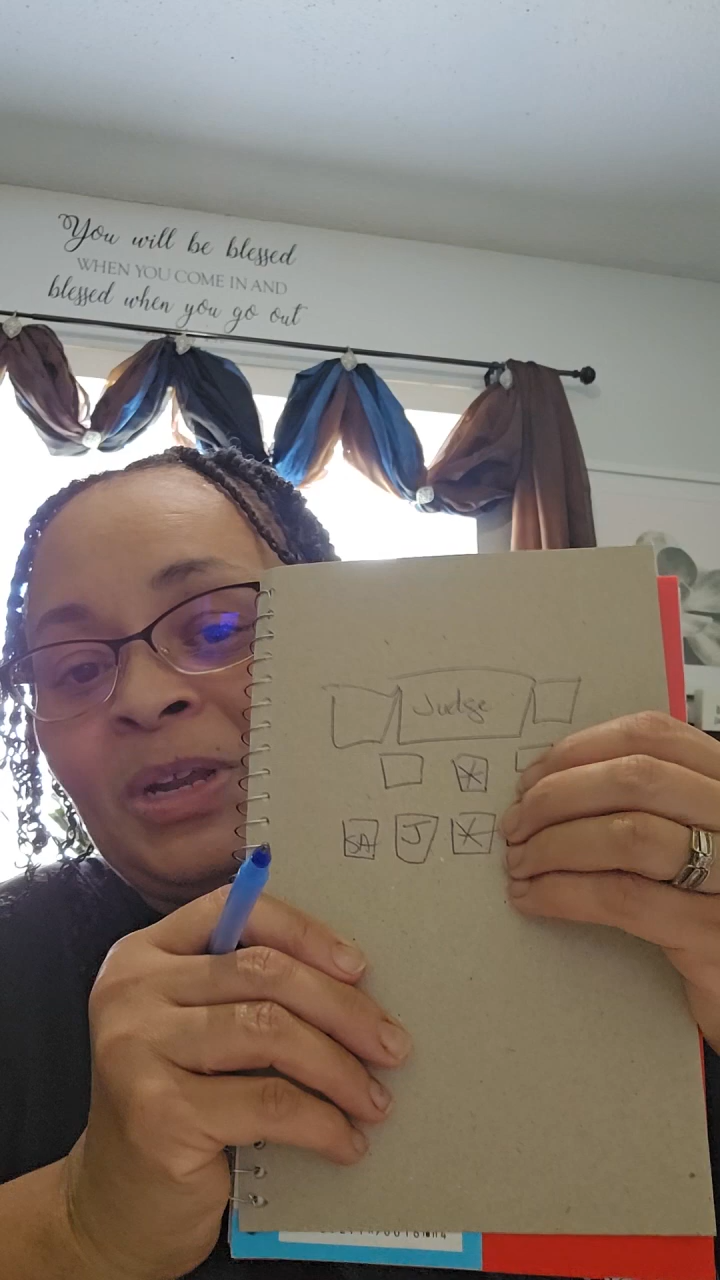 You will be blessed
WHEN YOU COME IN AND
blessed when you go out
Judge
SA J